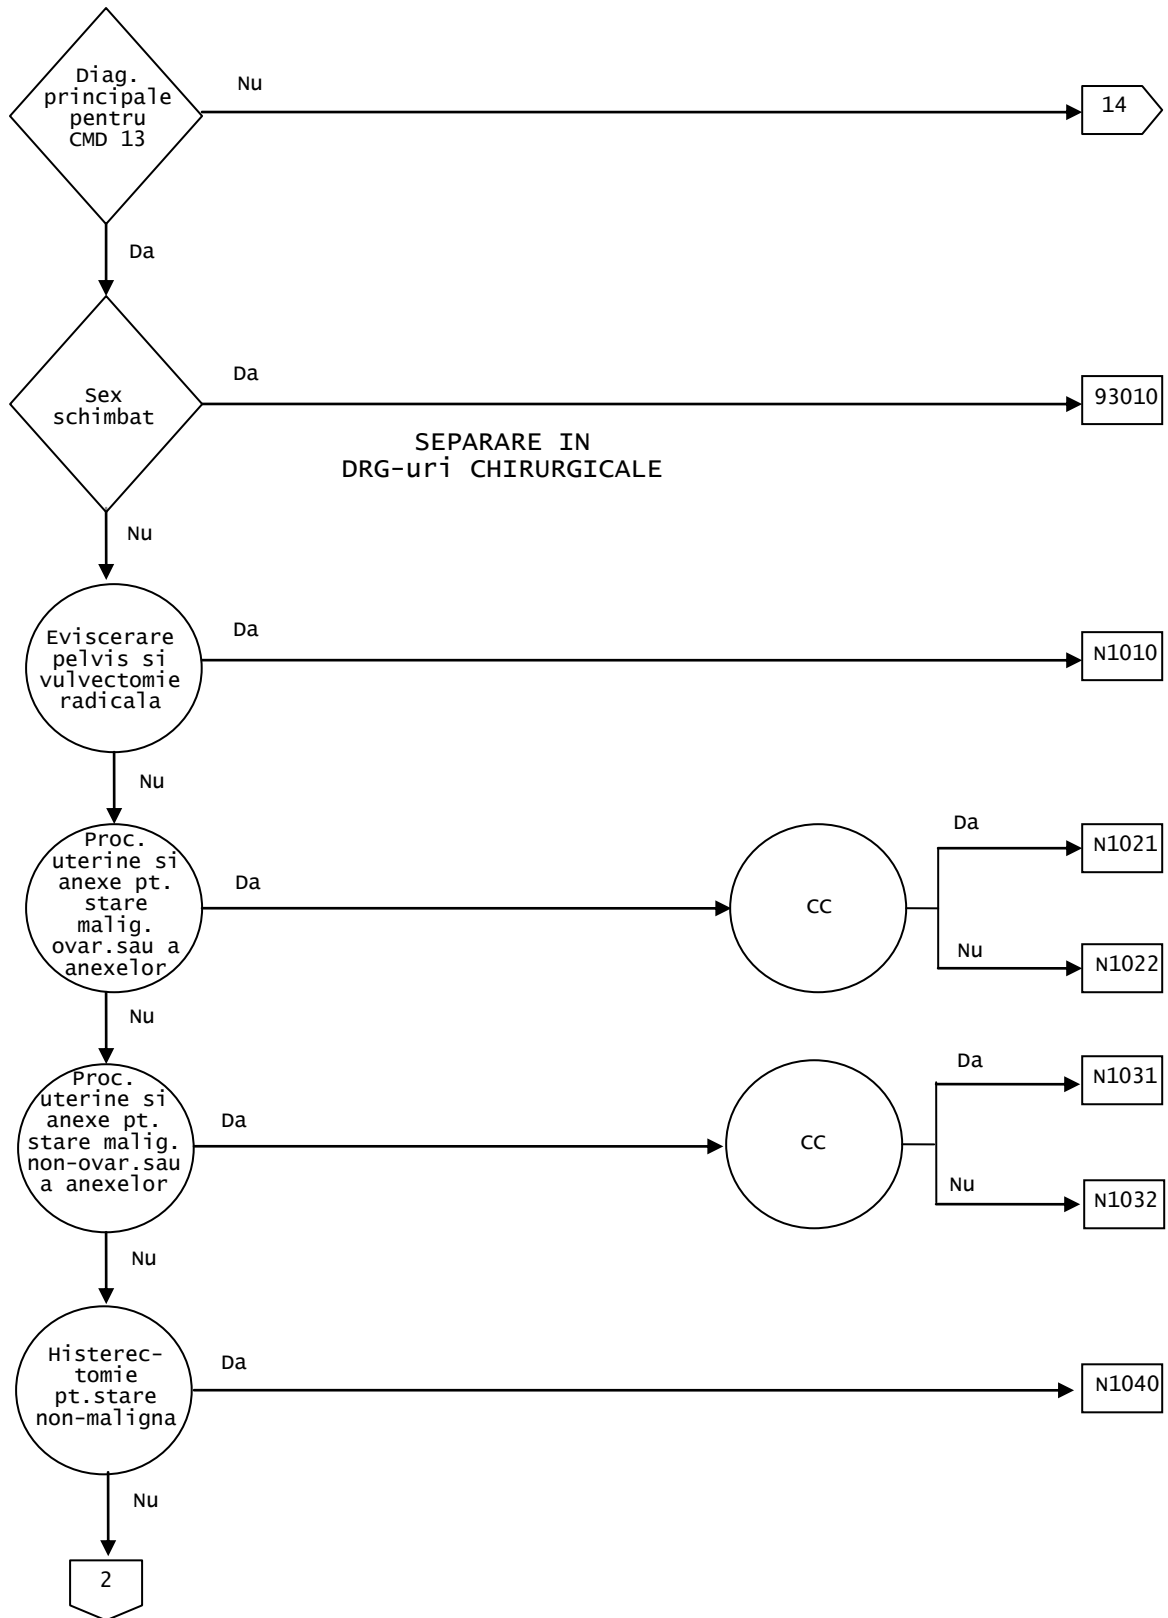 Diag.
principale
pentru
CMD 13
Nu
14
Da
Sex
schimbat
Da
93010
SEPARARE IN
DRG-uri CHIRURGICALE
Nu
Eviscerare
pelvis si
vulvectomie
radicala
Da
N1010
Nu
Proc.
uterine si
anexe pt.
stare
malig.
ovar.sau a
anexelor
Da
CC
Da
N1021
Nu
N1022
Nu
Proc.
uterine si
anexe pt.
stare malig.
non-ovar.sau
a anexelor
Da
CC
Da
N1031
Nu
N1032
Nu
Histerec-
tomie
pt.stare
non-maligna
Da
N1040
Nu
2